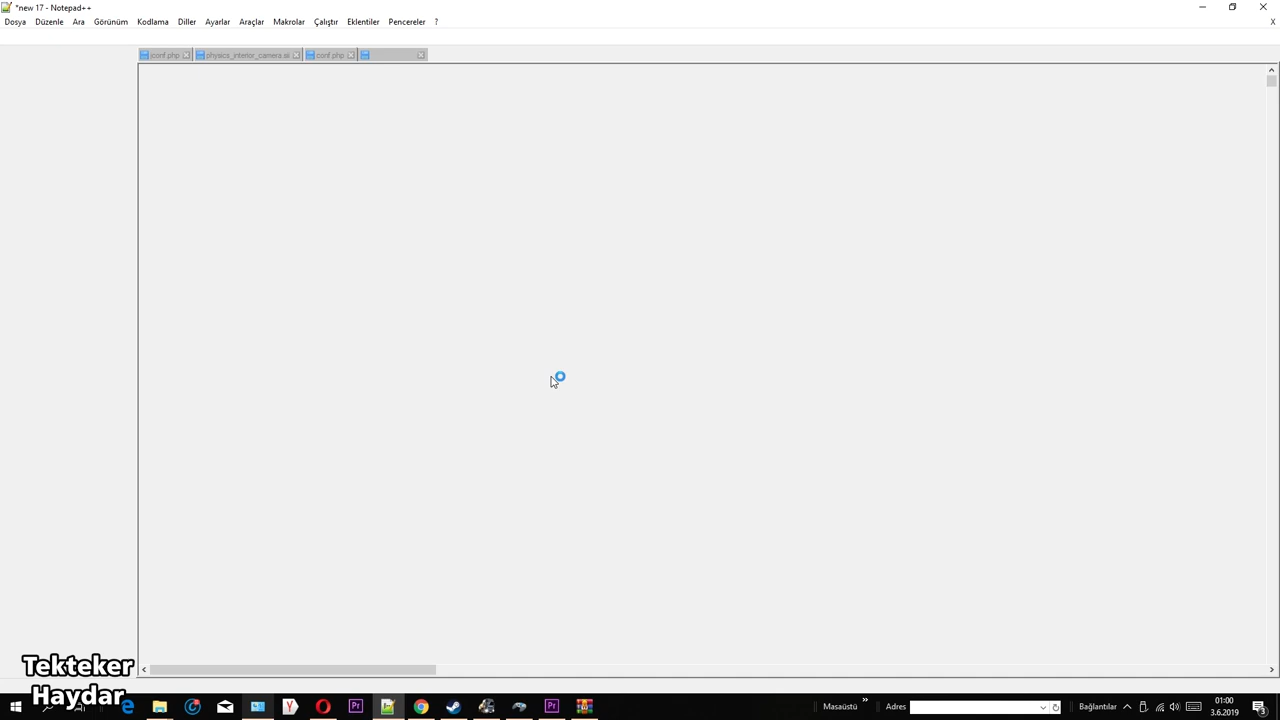 *new 17 - Notepad++
Dosya Düzenle Ara Görünüm Kodlama Diller Ayarlar Araçlar Makrolar Çalıştır Eklentiler Pencereler ? X
conf.php physics_interior_camera.sii conf.php
Tekteker
Haydar
Masaüstü » Adres Bağlantılar 01:00
3.6.2019